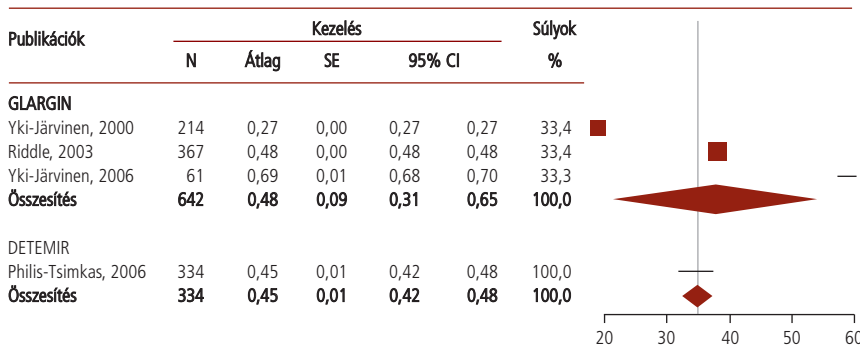 Publikációk Kezelés Súlyok
N Átlag SE 95% CI %
GLARGIN
Yki-Järvinen, 2000 214 0,27 0,00 0,27 0,27 33,4
Riddle, 2003 367 0,48 0,00 0,48 0,48 33,4
Yki-Järvinen, 2006 61 0,69 0,01 0,68 0,70 33,3
Összesítés 642 0,48 0,09 0,31 0,65 100,0
DETEMIR
Philis-Tsimkas, 2006 334 0,45 0,01 0,42 0,48 100,0
Összesítés 334 0,45 0,01 0,42 0,48 100,0
20 30 40 50 60